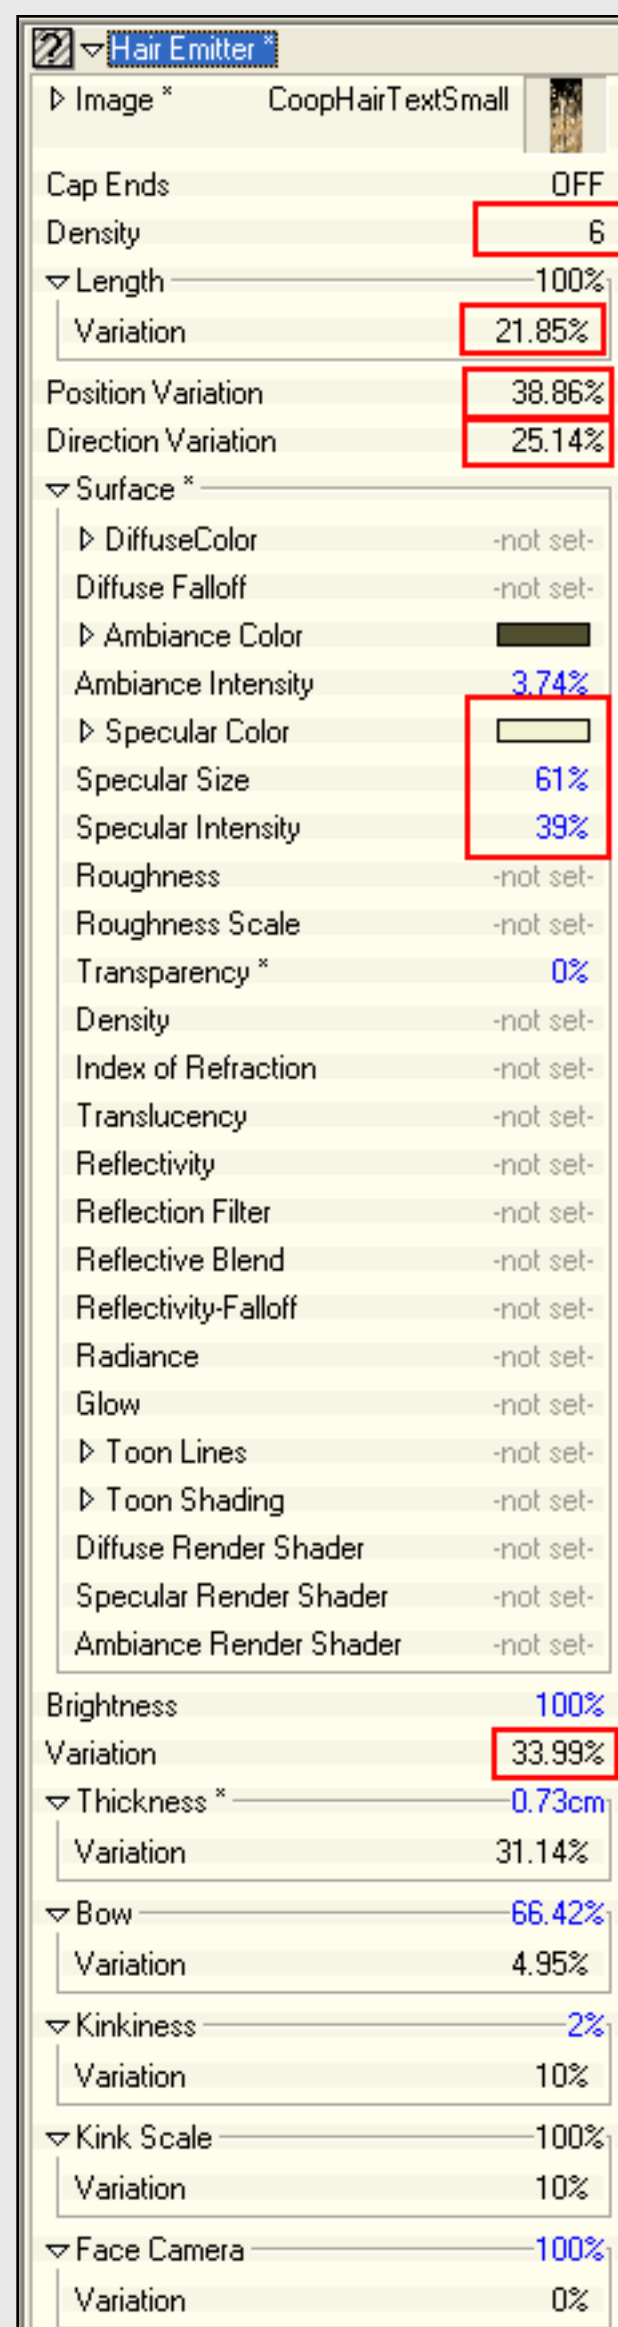 Hair Emitter *
Image * CoopHairTextSmall
Cap Ends OFF
Density 6
Length 100%
Variation 21.85%
Position Variation 38.86%
Direction Variation 25.14%
Surface *
DiffuseColor -not set-
Diffuse Falloff -not set-
Ambiance Color
Ambiance Intensity 3.74%
Specular Color
Specular Size 61%
Specular Intensity 39%
Roughness -not set-
Roughness Scale -not set-
Transparency * 0%
Density -not set-
Index of Refraction -not set-
Translucency -not set-
Reflectivity -not set-
Reflection Filter -not set-
Reflective Blend -not set-
Reflectivity-Falloff -not set-
Radiance -not set-
Glow -not set-
Toon Lines -not set-
Toon Shading -not set-
Diffuse Render Shader -not set-
Specular Render Shader -not set-
Ambiance Render Shader -not set-
Brightness 100%
Variation 33.99%
Thickness * 0.73cm
Variation 31.14%
Bow 66.42%
Variation 4.95%
Kinkiness 2%
Variation 10%
Kink Scale 100%
Variation 10%
Face Camera 100%
Variation 0%